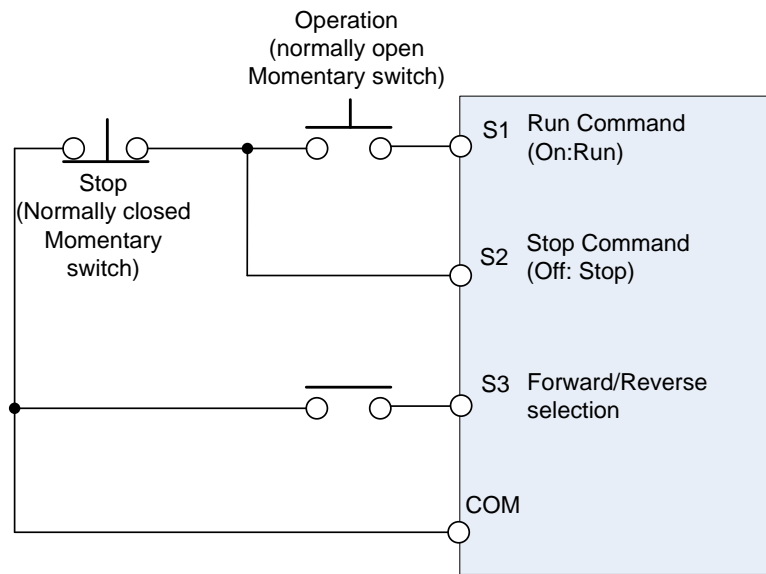 Operation
(normally open
Momentary switch)
Stop
(Normally closed
Momentary
switch)
S1 Run Command
(On:Run)
S2 Stop Command
(Off: Stop)
S3 Forward/Reverse
selection
COM